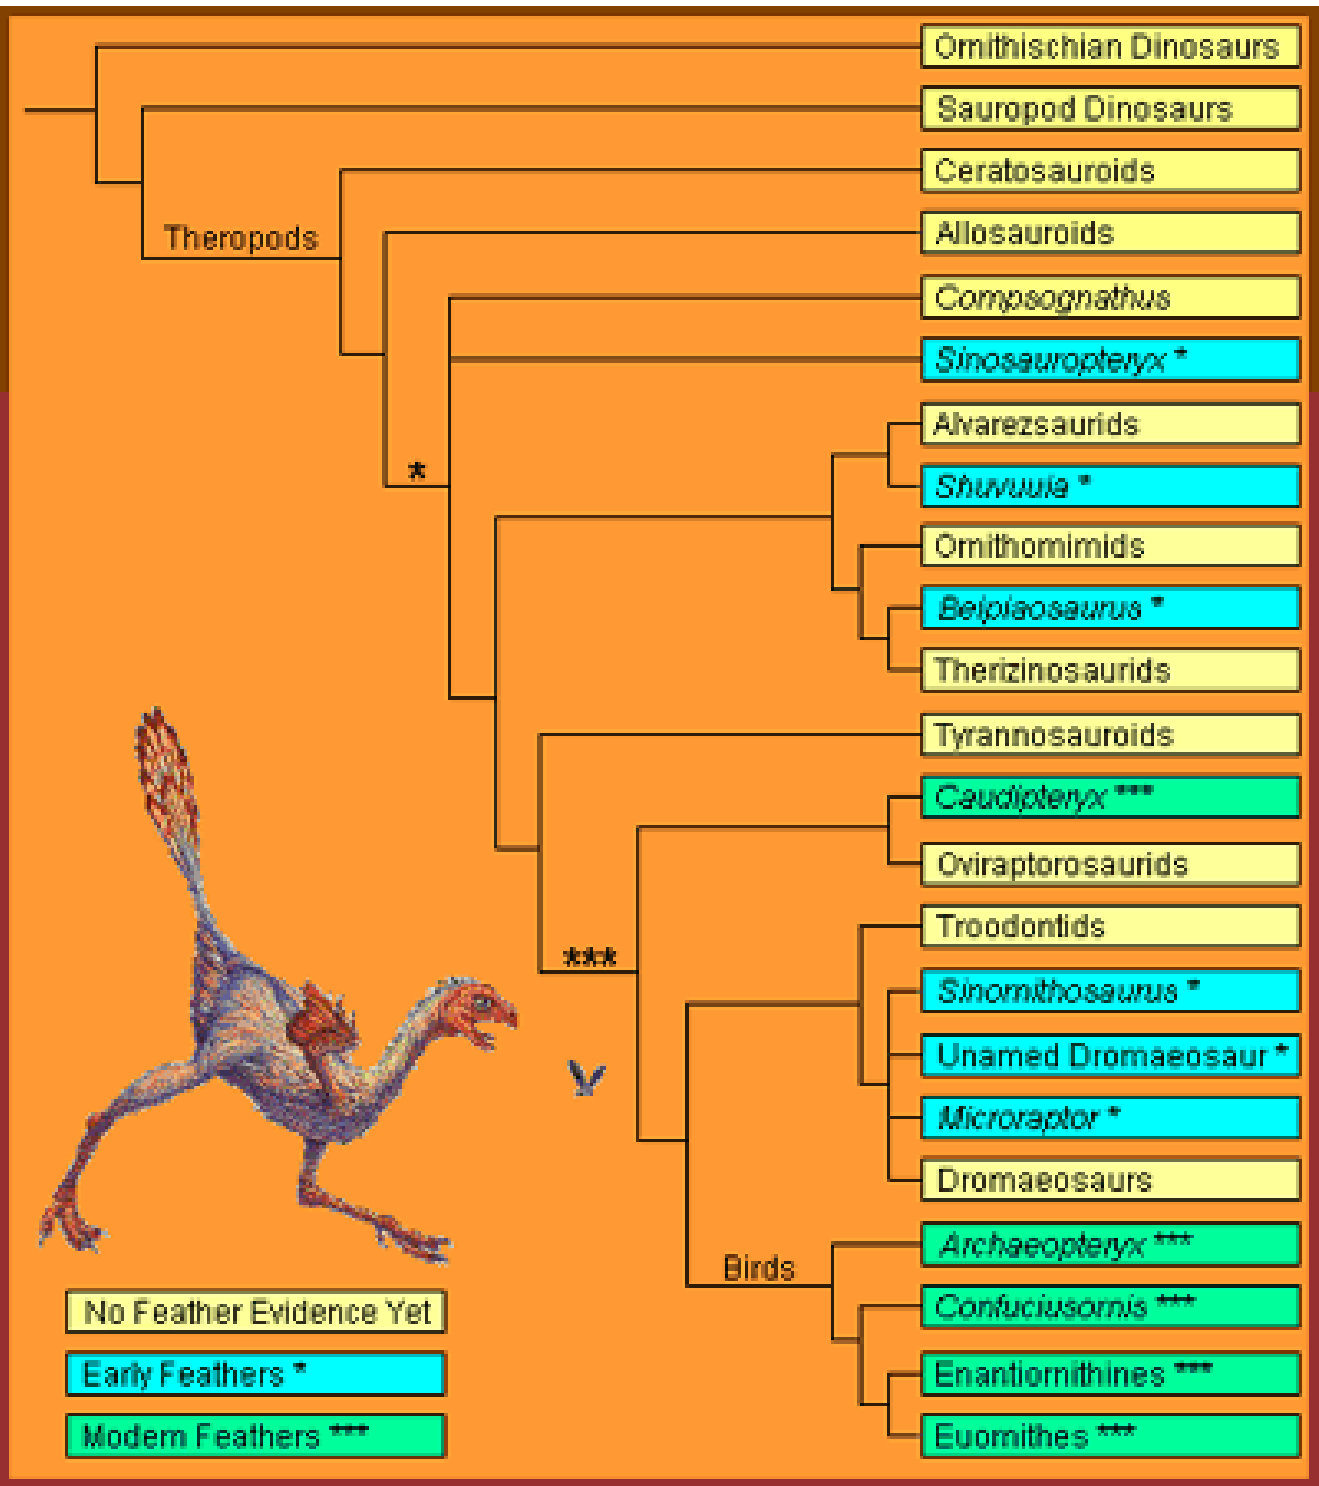 Ornithischian Dinosaurs
Sauropod Dinosaurs
Ceratosauroids
Theropods
Allosauroids
Compsognathus
Sinosauropteryx *
Alvarezsaurids
*
Shuvuuia *
Ornithomimids
Beipiaosaurus *
Therizinosaurids
Tyrannosauroids
Caudipteryx ***
Oviraptorosaurids
Troodontids
***
Sinornithosaurus *
Unamed Dromaeosaur *
Microraptor *
Dromaeosaurs
Archaeopteryx ***
Birds
Confuciusornis ***
Enantiornithines ***
Euornithes ***
No Feather Evidence Yet
Early Feathers *
Modern Feathers ***